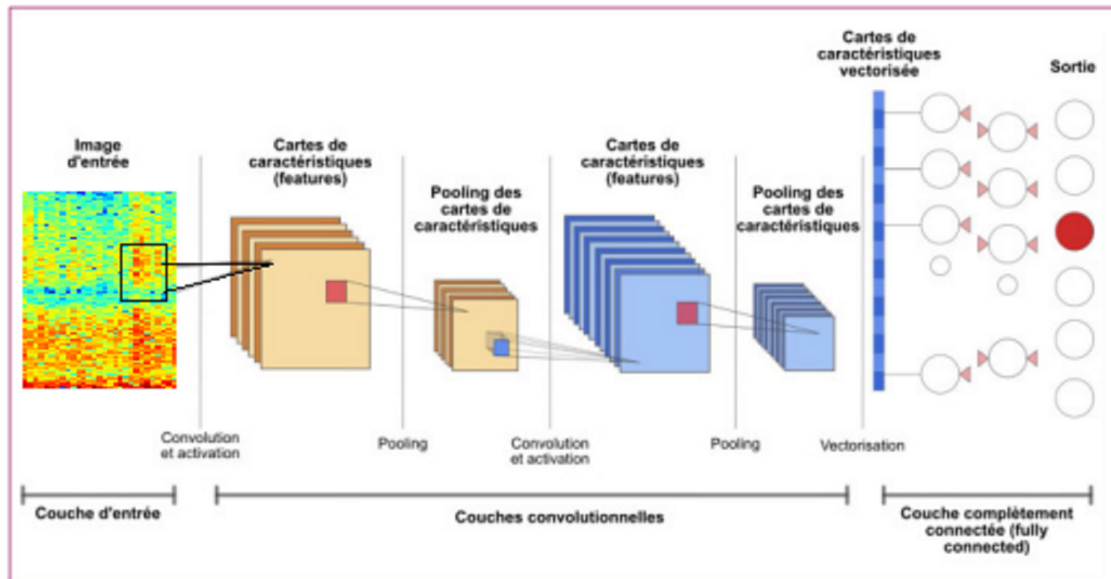 Image
d'entrée
Cartes de
caractéristiques
(features)
Pooling des
cartes de
caractéristiques
Cartes de
caractéristiques
(features)
Pooling des
cartes de
caractéristiques
Cartes de
caractéristiques
vectorisée
Sortie
Convolution
et activation
Pooling
Convolution
et activation
Pooling
Vectorisation
Couche d'entrée
Couches convolutionnelles
Couche complètement
connectée (fully
connected)